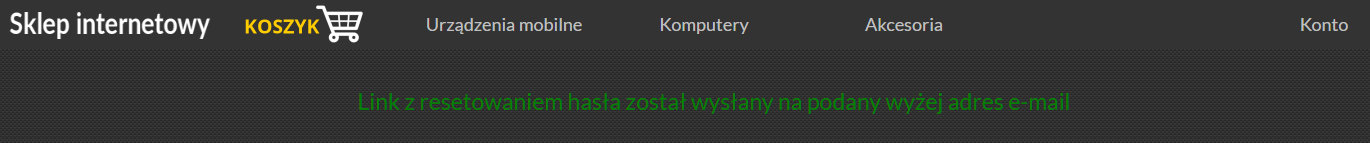 Sklep internetowy KOSZYK Urządzenia mobilne Komputery Akcesoria Konto
Link z resetowaniem hasła został wysłany na podany wyżej adres e-mail